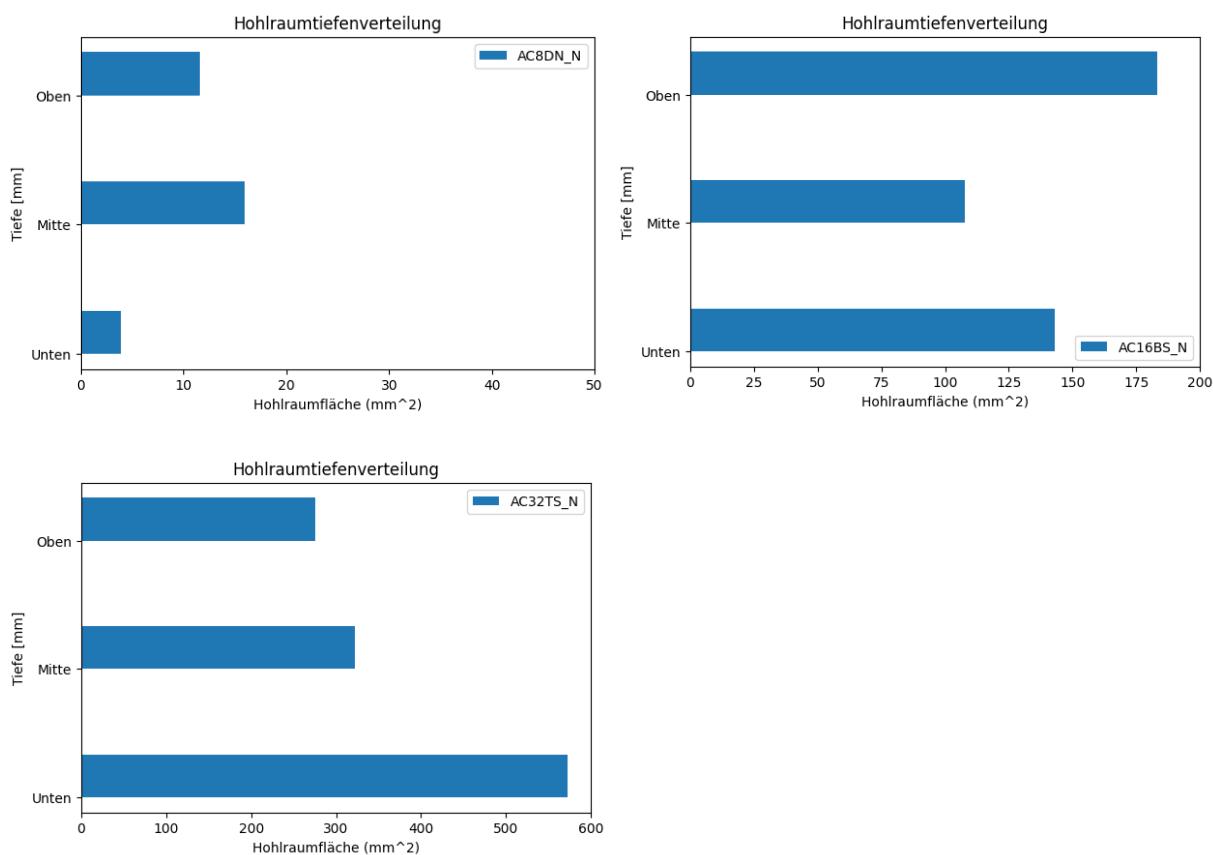 Hohlraumtiefenverteilung
AC8DN_N
Oben
Mitte
Unten
Tiefe [mm]
0 10 20 30 40 50
Hohlraumfläche (mm^2)
Hohlraumtiefenverteilung
Oben
Mitte
Unten
Tiefe [mm]
AC16BS_N
0 25 50 75 100 125 150 175 200
Hohlraumfläche (mm^2)
Hohlraumtiefenverteilung
AC32TS_N
Oben
Mitte
Unten
Tiefe [mm]
0 100 200 300 400 500 600
Hohlraumfläche (mm^2)